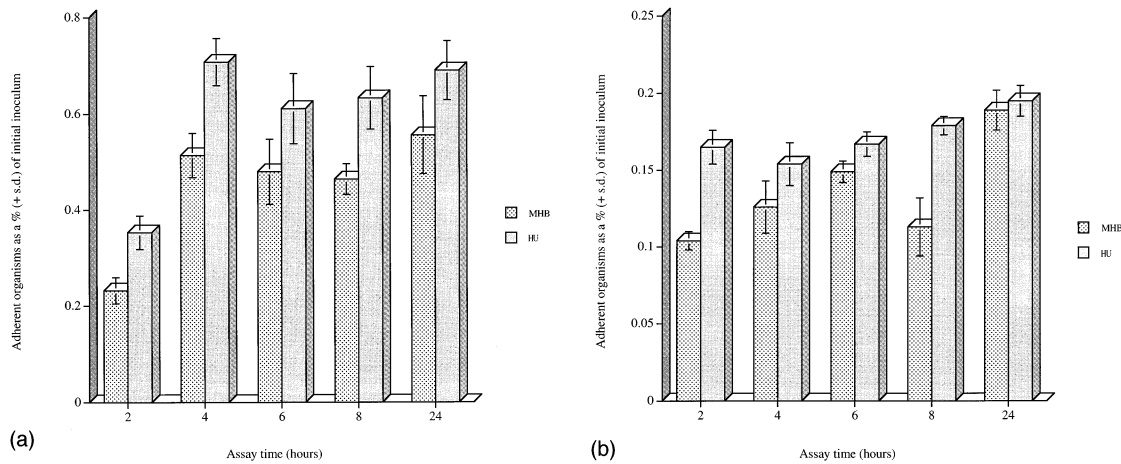 0.8
0.6
0.4
0.2
0
Adherent organisms as a % (+ s.d.) of initial inoculum
2 4 6 8 24
Assay time (hours)
MHB
HU
(a)
0.25
0.2
0.15
0.1
0.05
0
Adherent organisms as a % (+ s.d.) of initial inoculum
2 4 6 8 24
Assay time (hours)
MHB
HU
(b)